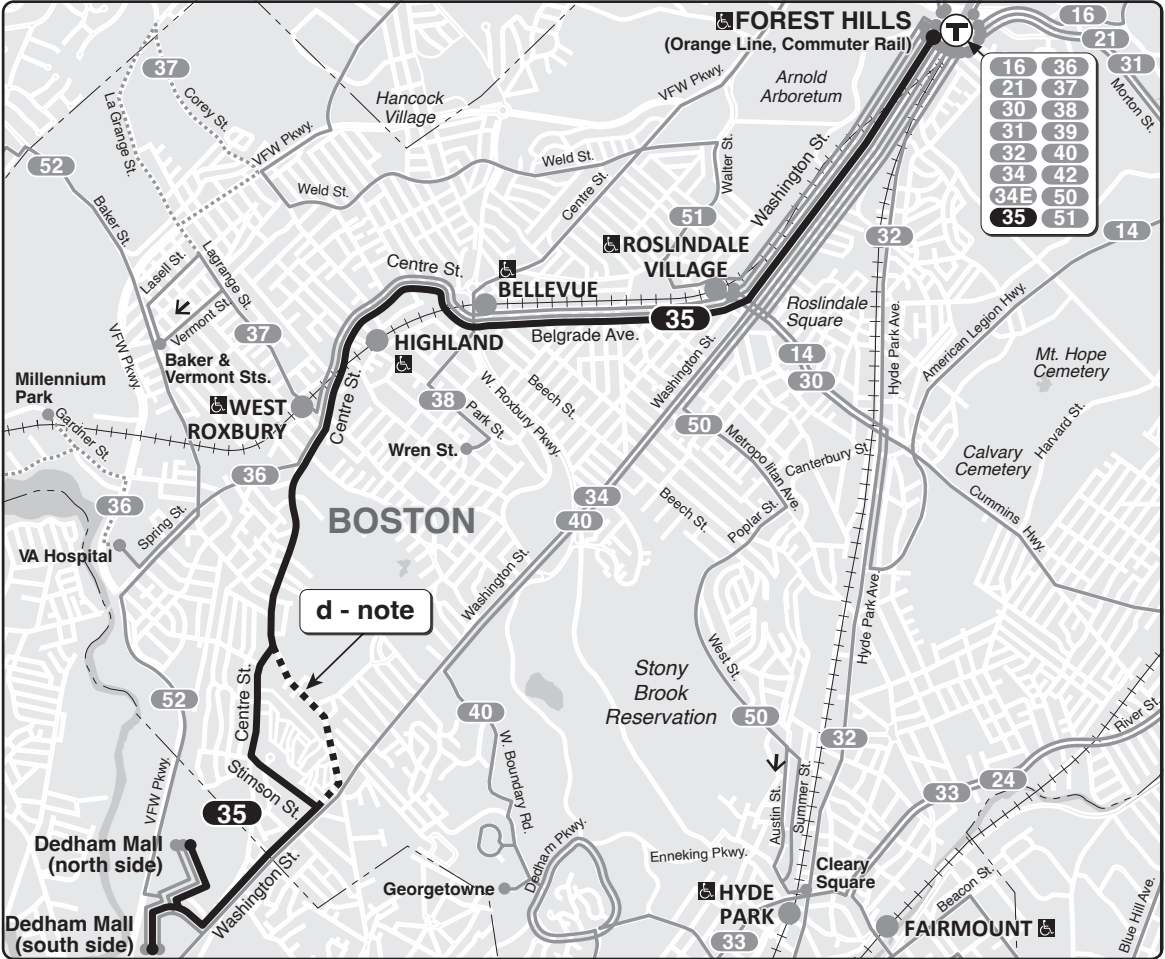 FOREST HILLS
(Orange Line, Commuter Rail)
T
16
21
31
Morton St.
16 36
21 37
30 38
31 39
32 40
34 42
34E 50
35 51
14
37
Corey St.
La Grange St.
Hancock
Village
VFW Pkwy.
Arnold
Arboretum
VFW Pkwy.
52
Weld St.
Weld St.
Centre St.
Walter St.
Washington St.
Baker St.
51
ROSLINDALE
VILLAGE
32
Lasell St.
Lagrange St.
Vermont St.
Centre St.
BELLEVUE
Roslindale
Square
American Legion Hwy.
Hyde Park Ave.
VFW Pkwy.
37
35
Belgrade Ave.
HIGHLAND
Baker &
Vermont Sts.
14
30
Mt. Hope
Cemetery
Millennium
Park
Gardner St.
WEST
ROXBURY
Centre St.
38
Park St.
W. Roxbury Pkwy.
Beech St.
Washington St.
Wren St.
50
Metropolitan Ave.
Canterbury St.
Harvard St.
Calvary
Cemetery
36
36
Spring St.
34
40
Beech St.
Poplar St.
Cummins Hwy.
BOSTON
VA Hospital
Washington St.
d - note
Hyde Park Ave.
West St.
Stony
Brook
Reservation
Centre St.
52
40
50
32
River St.
W. Boundary Rd.
VFW Pkwy.
Stimson St.
35
Austin St.
Summer St.
33
24
Dedham Mall
(north side)
Washington St.
Dedham Pkwy.
Georgetowne
Enneking Pkwy.
Cleary
Square
Beacon St.
Dedham Mall
(south side)
HYDE
PARK
33
FAIRMOUNT
Blue Hill Ave.